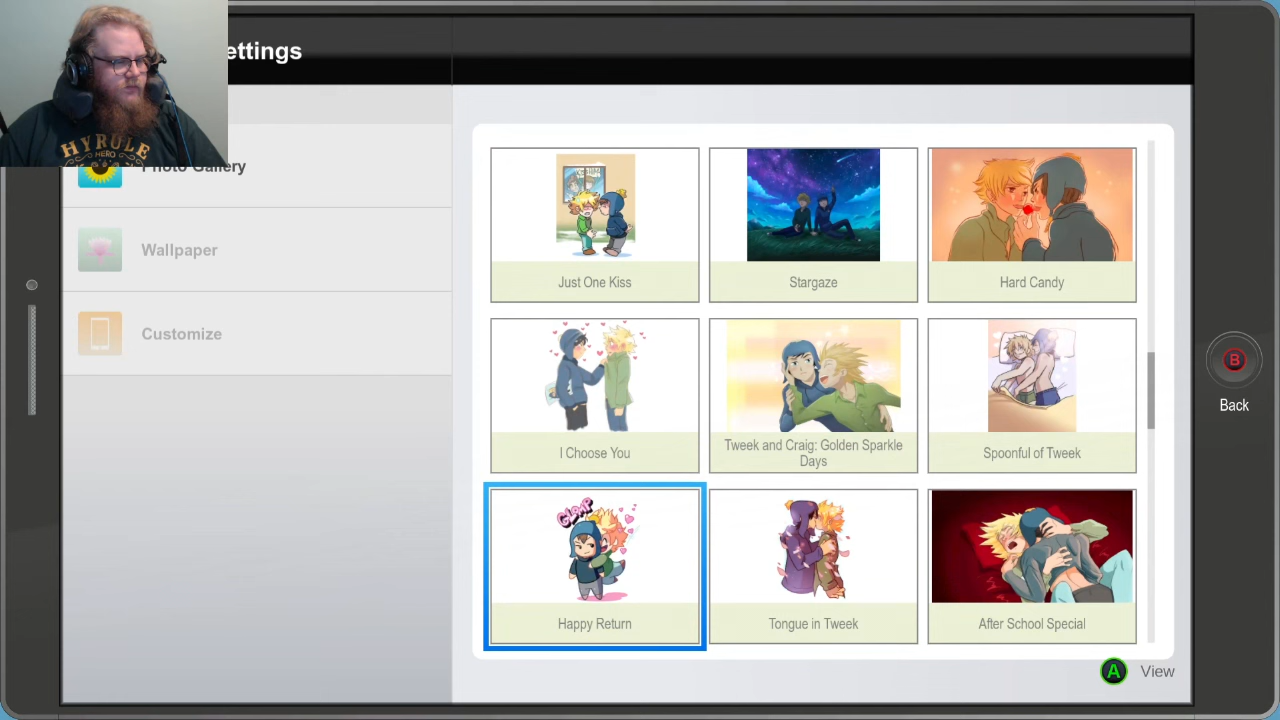 ettings
HYRULE
HERO
Photo Gallery
Wallpaper
Customize
Just One Kiss
Stargaze
Hard Candy
I Choose You
Tweek and Craig: Golden Sparkle
Days
Spoonful of Tweek
GLOMP
Happy Return
Tongue in Tweek
After School Special
B
Back
A
View